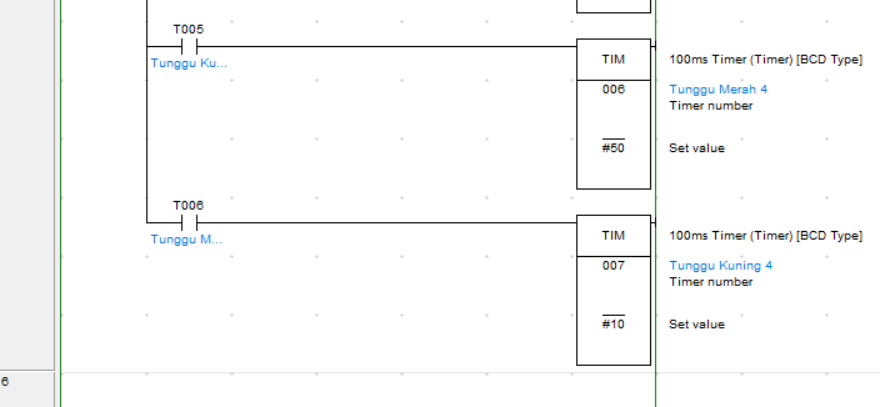 T005
Tunggu Ku...
TIM
100ms Timer (Timer) [BCD Type]
006
Tunggu Merah 4
Timer number
#50
Set value
T006
Tunggu M...
TIM
100ms Timer (Timer) [BCD Type]
007
Tunggu Kuning 4
Timer number
#10
Set value
6